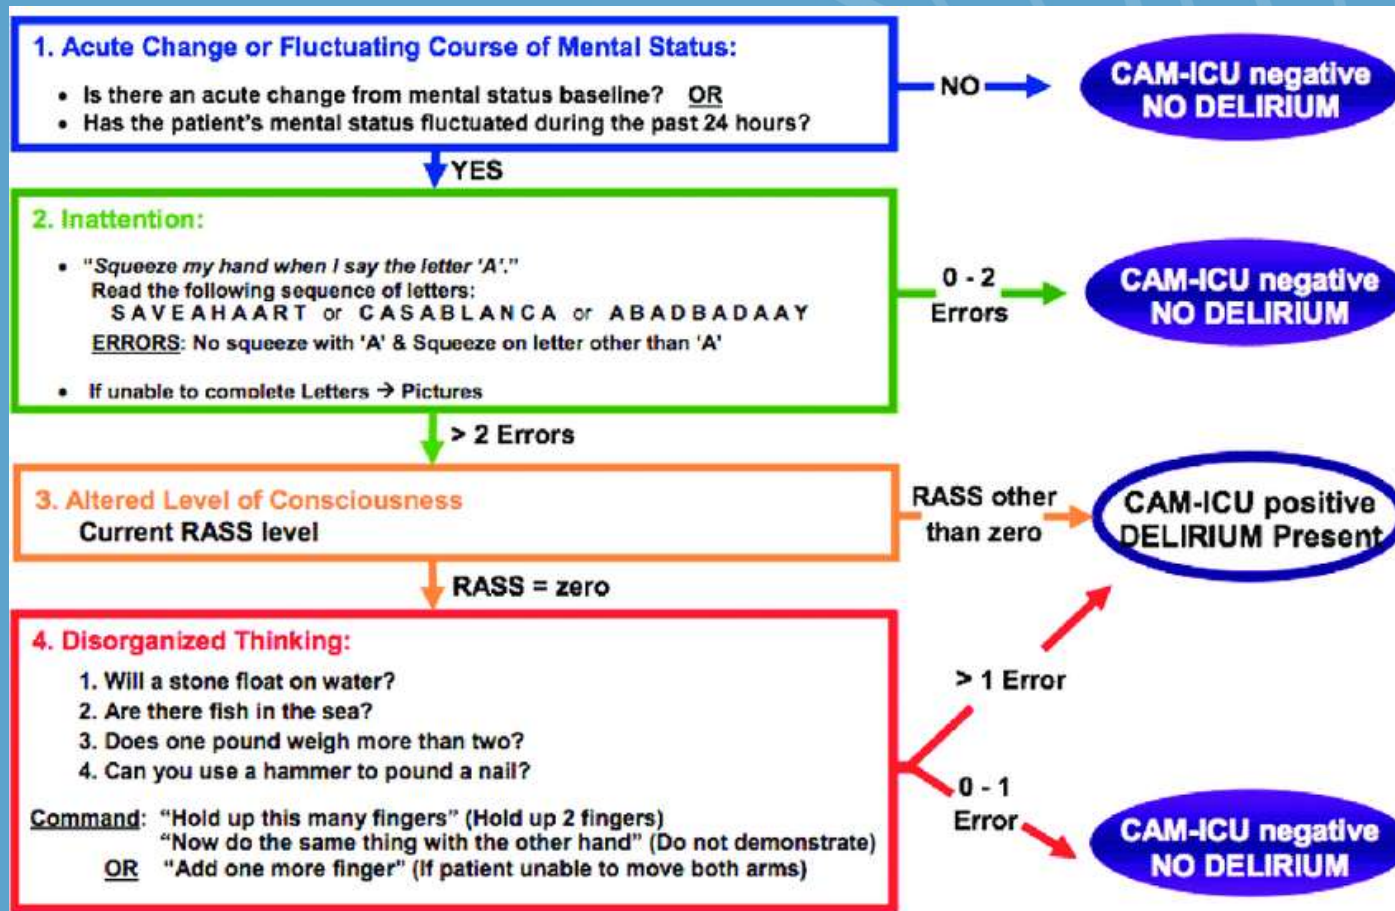 1. Acute Change or Fluctuating Course of Mental Status:
• Is there an acute change from mental status baseline? OR
• Has the patient's mental status fluctuated during the past 24 hours?
NO
CAM-ICU negative
NO DELIRIUM
YES
2. Inattention:
• "Squeeze my hand when I say the letter 'A'."
Read the following sequence of letters:
S A V E A H A A R T or C A S A B L A N C A or A B A D B A D A A Y
ERRORS: No squeeze with 'A' & Squeeze on letter other than 'A'
• If unable to complete Letters → Pictures
0 - 2
Errors
CAM-ICU negative
NO DELIRIUM
> 2 Errors
3. Altered Level of Consciousness
Current RASS level
RASS other
than zero
CAM-ICU positive
DELIRIUM Present
RASS = zero
4. Disorganized Thinking:
1. Will a stone float on water?
2. Are there fish in the sea?
3. Does one pound weigh more than two?
4. Can you use a hammer to pound a nail?
Command: "Hold up this many fingers" (Hold up 2 fingers)
"Now do the same thing with the other hand" (Do not demonstrate)
OR "Add one more finger" (If patient unable to move both arms)
> 1 Error
0 - 1
Error
CAM-ICU negative
NO DELIRIUM